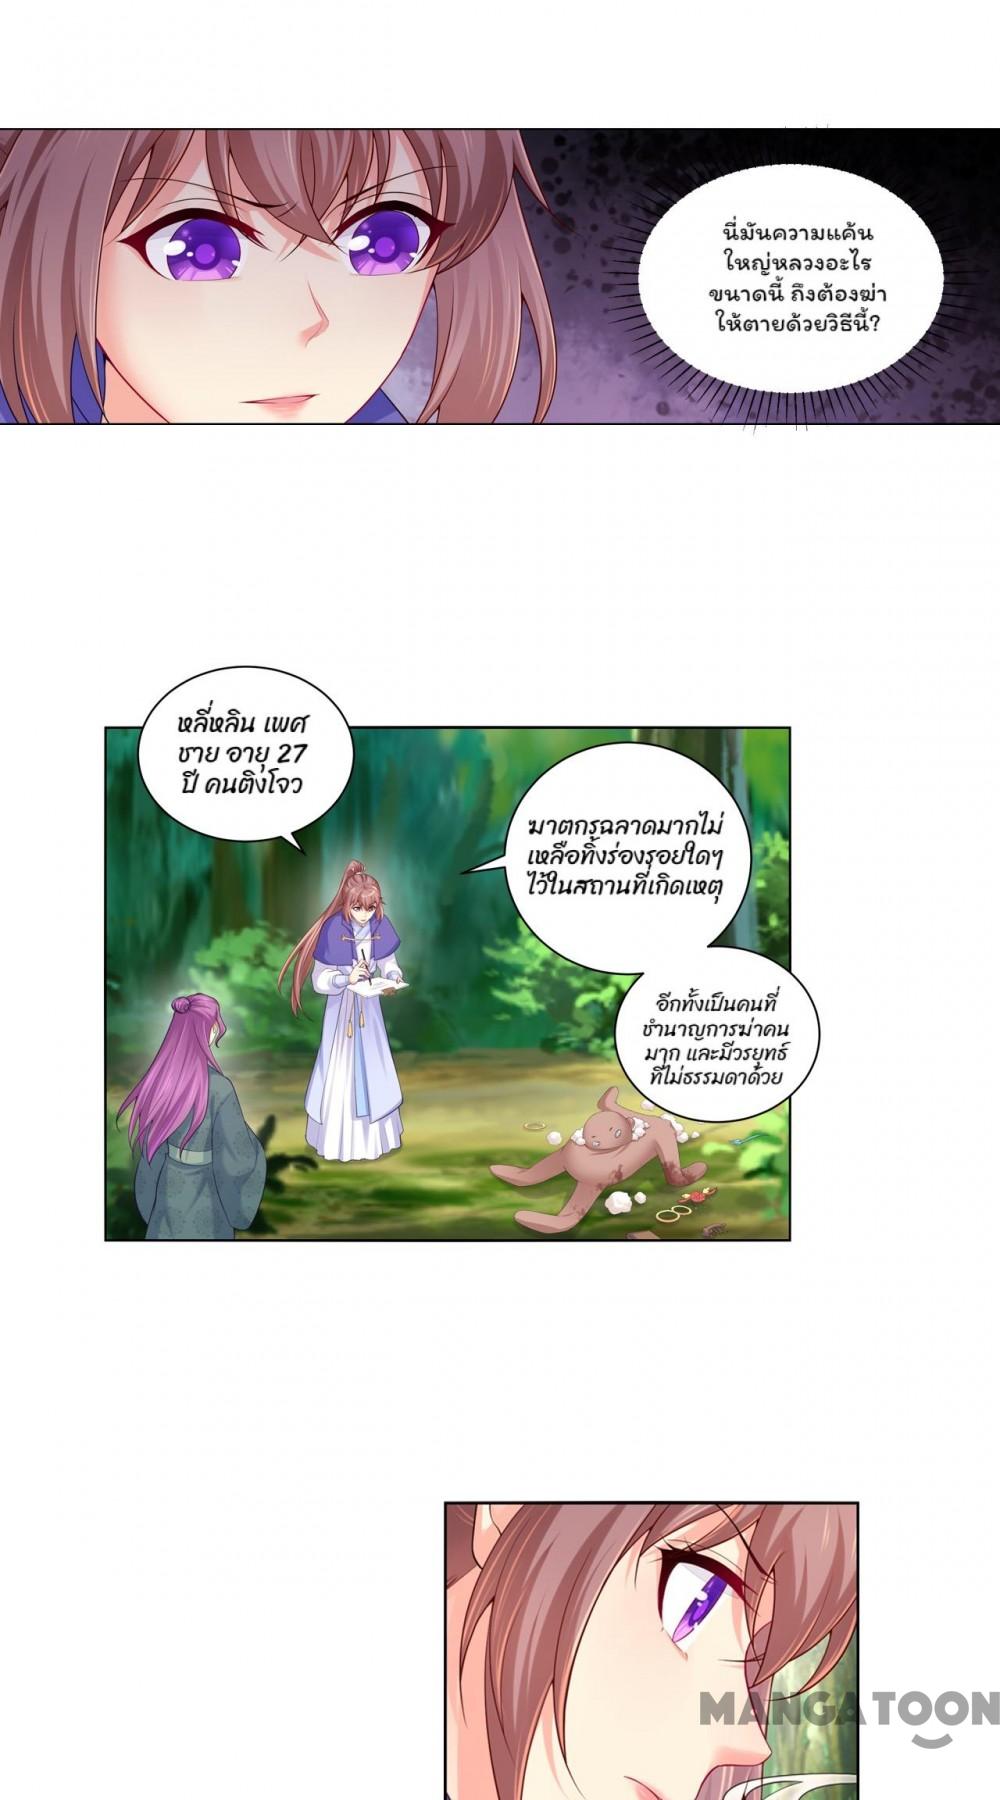 นี่มันความแค้น
ใหญ่หลวงอะไร
ขนาดนี้ ถึงต้องฆ่า
ให้ตายด้วยวิธีนี้?
หลี่หลิน เพศ
ชาย อายุ 27
ปี คนติงโจว
ฆาตกรฉลาดมากไม่
เหลือทิ้งร่องรอยใดๆ
ไว้ในสถานที่เกิดเหตุ
อีกทั้งเป็นคนที่
ชำนาญการฆ่าคน
มาก และมีวรยุทธ์
ที่ไม่ธรรมดาด้วย
MANGATOON